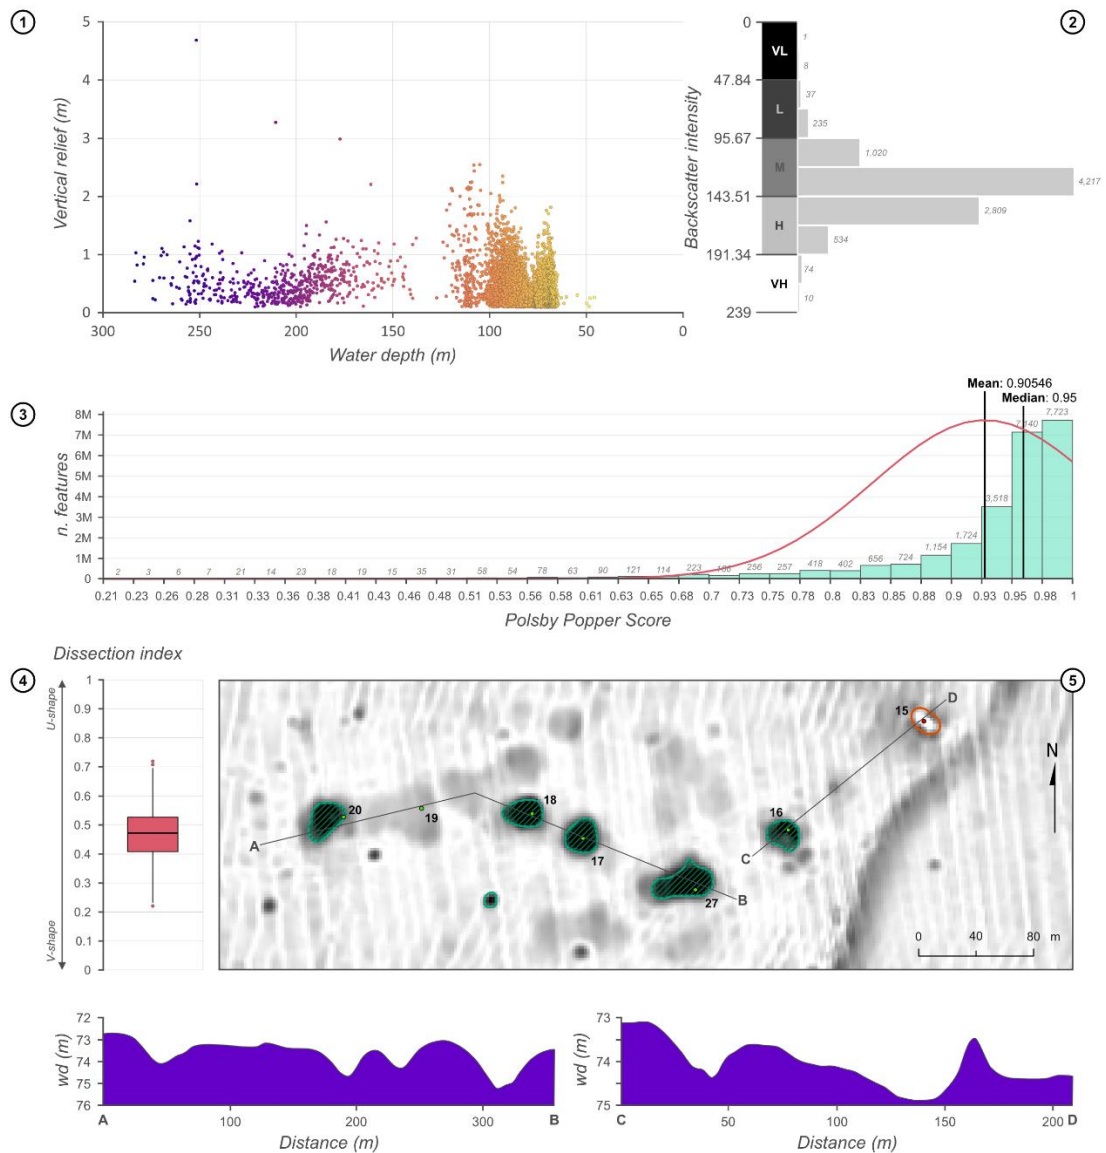 1
Vertical relief (m)
5
4
3
2
1
0
300
250
200
150
100
50
0
Water depth (m)
2
Backscatter intensity
0
47.84
95.67
143.51
191.34
239
VL
L
M
H
VH
1
8
37
235
1,020
4,217
2,809
534
74
10
3
Mean: 0.90546
Median: 0.95
n. features
8M
7M
6M
5M
4M
3M
2M
1M
0
2 3 6 7 21 14 23 18 19 15 35 31 58 54 78 63 90 121 114 223 166 256 257 418 402 656 724 1,154 1,724 3,518 7,140 7,723
0.21 0.23 0.26 0.28 0.31 0.33 0.36 0.38 0.41 0.43 0.46 0.48 0.51 0.53 0.56 0.58 0.6 0.63 0.65 0.68 0.7 0.73 0.75 0.78 0.8 0.83 0.85 0.88 0.9 0.93 0.95 0.98 1
Polsby Popper Score
Dissection index
4
U-shape
V-shape
1
0.9
0.8
0.7
0.6
0.5
0.4
0.3
0.2
0.1
0
5
15
D
N
20
19
18
17
16
A
C
27
B
0 40 80 m
wd (m)
72
73
74
75
76
A 100 200 300 B
Distance (m)
wd (m)
73
74
75
C 50 100 150 200 D
Distance (m)